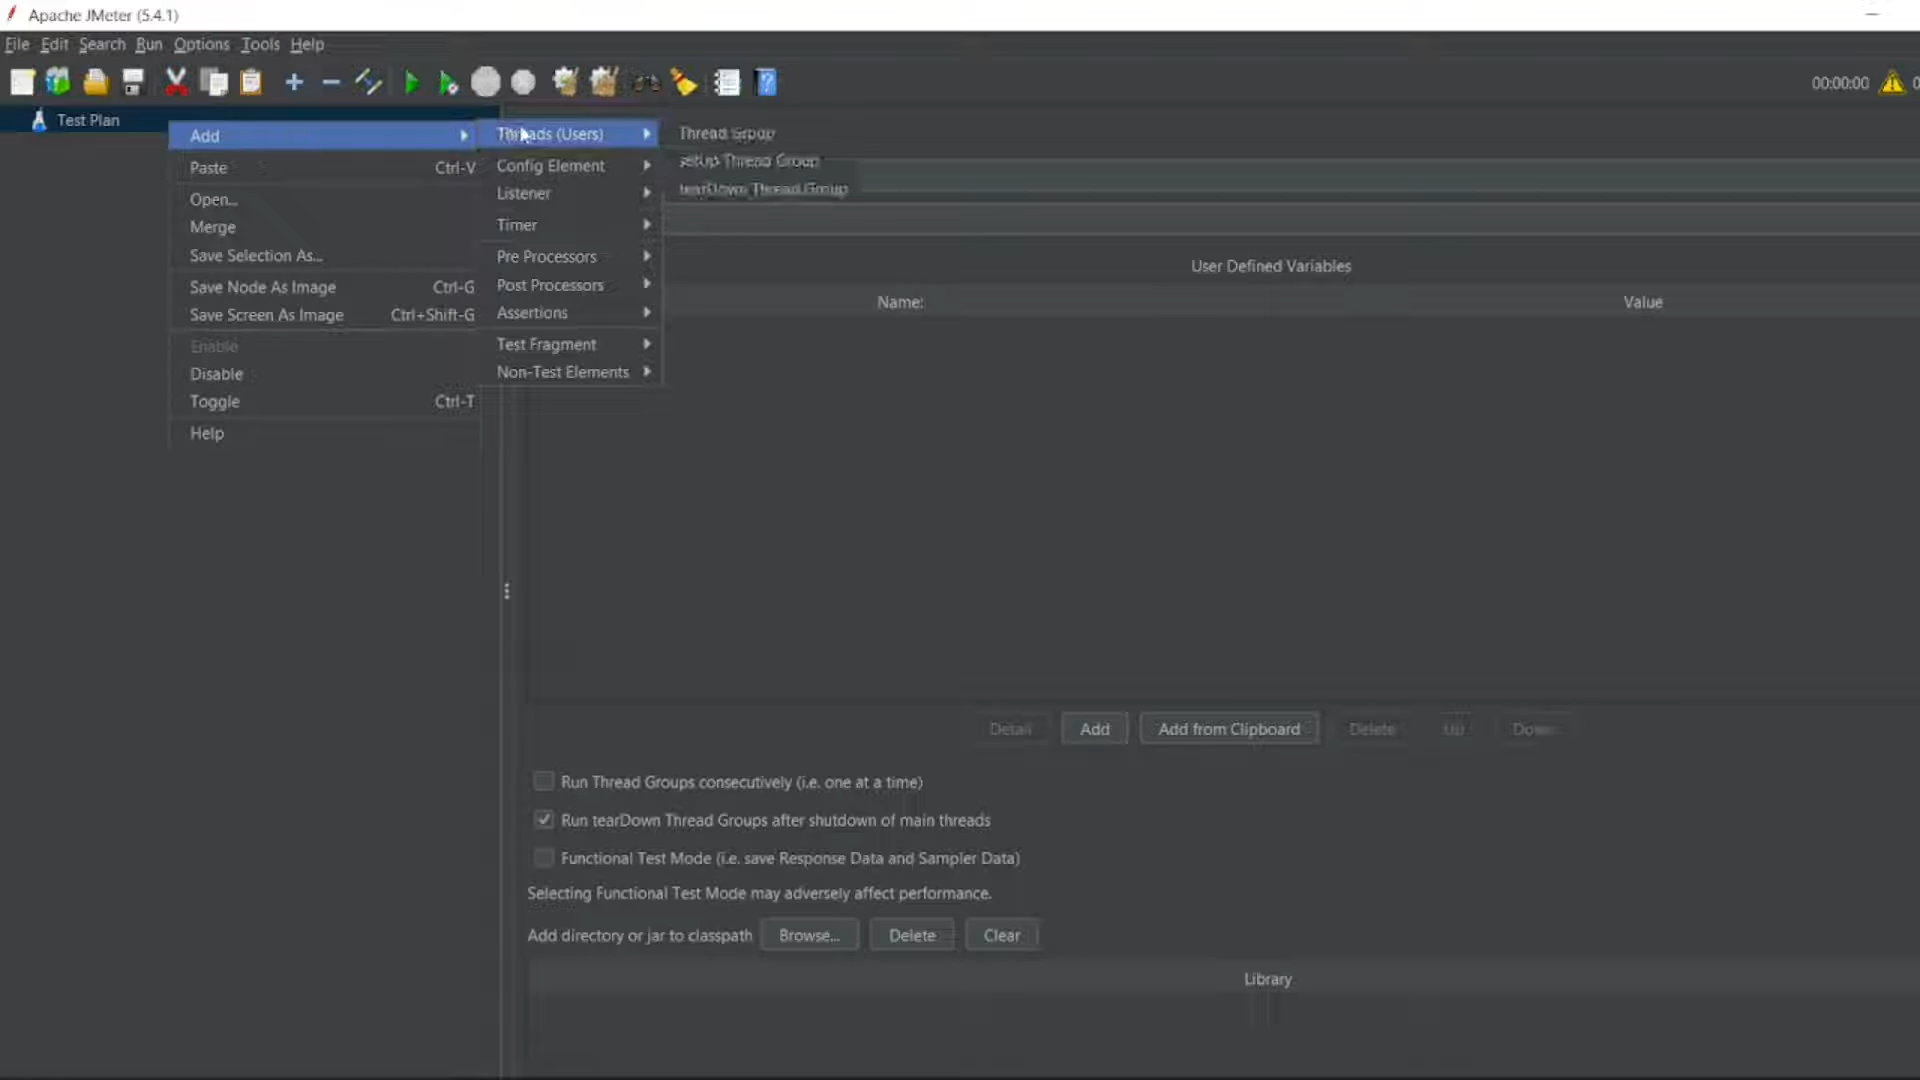 Apache JMeter (5.4.1)
File Edit Search Run Options Tools Help
00:00:00
Test Plan
Add
Paste Ctrl-V
Open...
Merge
Save Selection As...
Save Node As Image Ctrl-G
Save Screen As Image Ctrl+Shift-G
Enable
Disable
Toggle Ctrl-T
Help
Threads (Users)
Config Element
Listener
Timer
Pre Processors
Post Processors
Assertions
Test Fragment
Non-Test Elements
Thread Group
setUp Thread Group
tearDown Thread Group
User Defined Variables
Name: Value
Detail Add Add from Clipboard Delete Up Down
Run Thread Groups consecutively (i.e. one at a time)
Run tearDown Thread Groups after shutdown of main threads
Functional Test Mode (i.e. save Response Data and Sampler Data)
Selecting Functional Test Mode may adversely affect performance.
Add directory or jar to classpath Browse... Delete Clear
Library